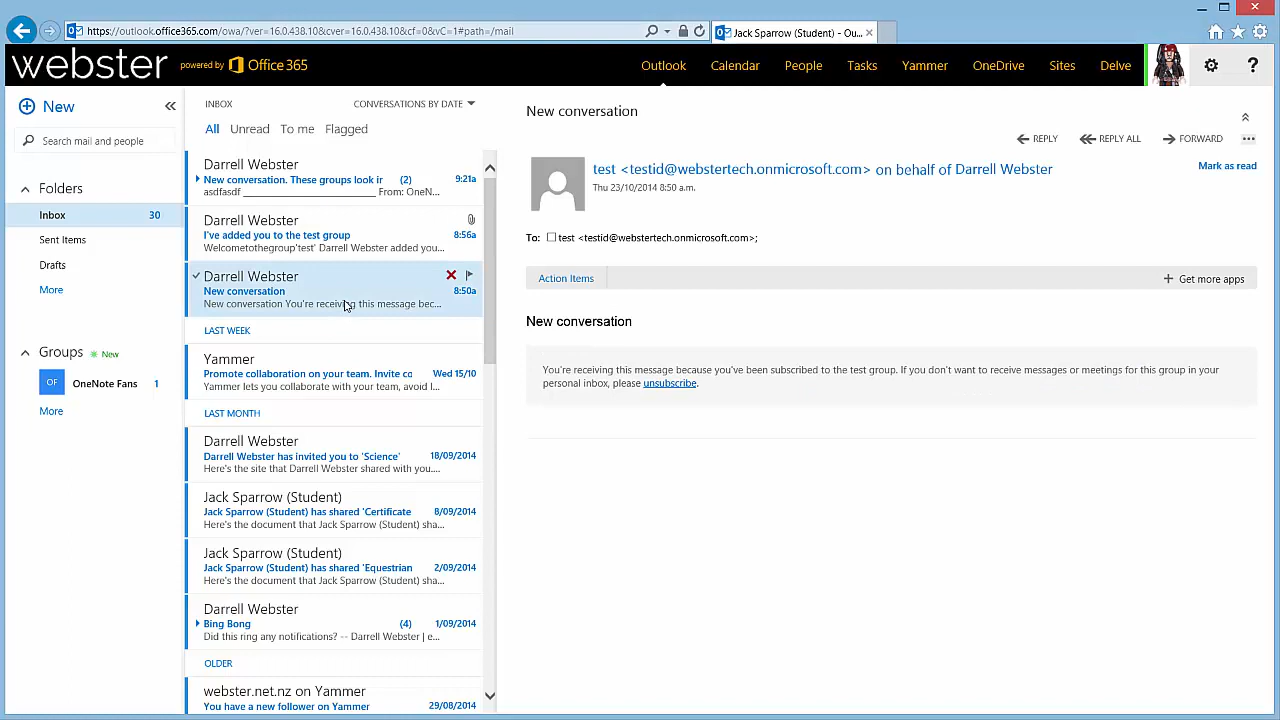 https://outlook.office365.com/owa/?ver=16.0.438.10&cver=16.0.438.10&cf=0&vC=1#path=/mail
Jack Sparrow (Student) - Ou...
webster powered by Office 365
Outlook Calendar People Tasks Yammer OneDrive Sites Delve ?
New
Search mail and people
Folders
Inbox 30
Sent Items
Drafts
More
Groups New
OF OneNote Fans 1
More
INBOX CONVERSATIONS BY DATE
All Unread To me Flagged
Darrell Webster
New conversation. These groups look ir (2) 9:21a
asdfasdf ________________________ From: OneN...
Darrell Webster
I've added you to the test group 8:56a
Welcometothegroup'test' Darrell Webster added you...
Darrell Webster
New conversation 8:50a
New conversation You're receiving this message bec...
LAST WEEK
Yammer
Promote collaboration on your team. Invite co Wed 15/10
Yammer lets you collaborate with your team, avoid l...
LAST MONTH
Darrell Webster
Darrell Webster has invited you to 'Science' 18/09/2014
Here's the site that Darrell Webster shared with you....
Jack Sparrow (Student)
Jack Sparrow (Student) has shared 'Certificate 8/09/2014
Here's the document that Jack Sparrow (Student) sha...
Jack Sparrow (Student)
Jack Sparrow (Student) has shared 'Equestrian 2/09/2014
Here's the document that Jack Sparrow (Student) sha...
Darrell Webster
Bing Bong (4) 1/09/2014
Did this ring any notifications? -- Darrell Webster | e...
OLDER
webster.net.nz on Yammer
You have a new follower on Yammer 29/08/2014
New conversation
REPLY REPLY ALL FORWARD ...
test <testid@webstertech.onmicrosoft.com> on behalf of Darrell Webster
Mark as read
Thu 23/10/2014 8:50 a.m.
To: test <testid@webstertech.onmicrosoft.com>;
Action Items + Get more apps
New conversation
You're receiving this message because you've been subscribed to the test group. If you don't want to receive messages or meetings for this group in your
personal inbox, please unsubscribe.